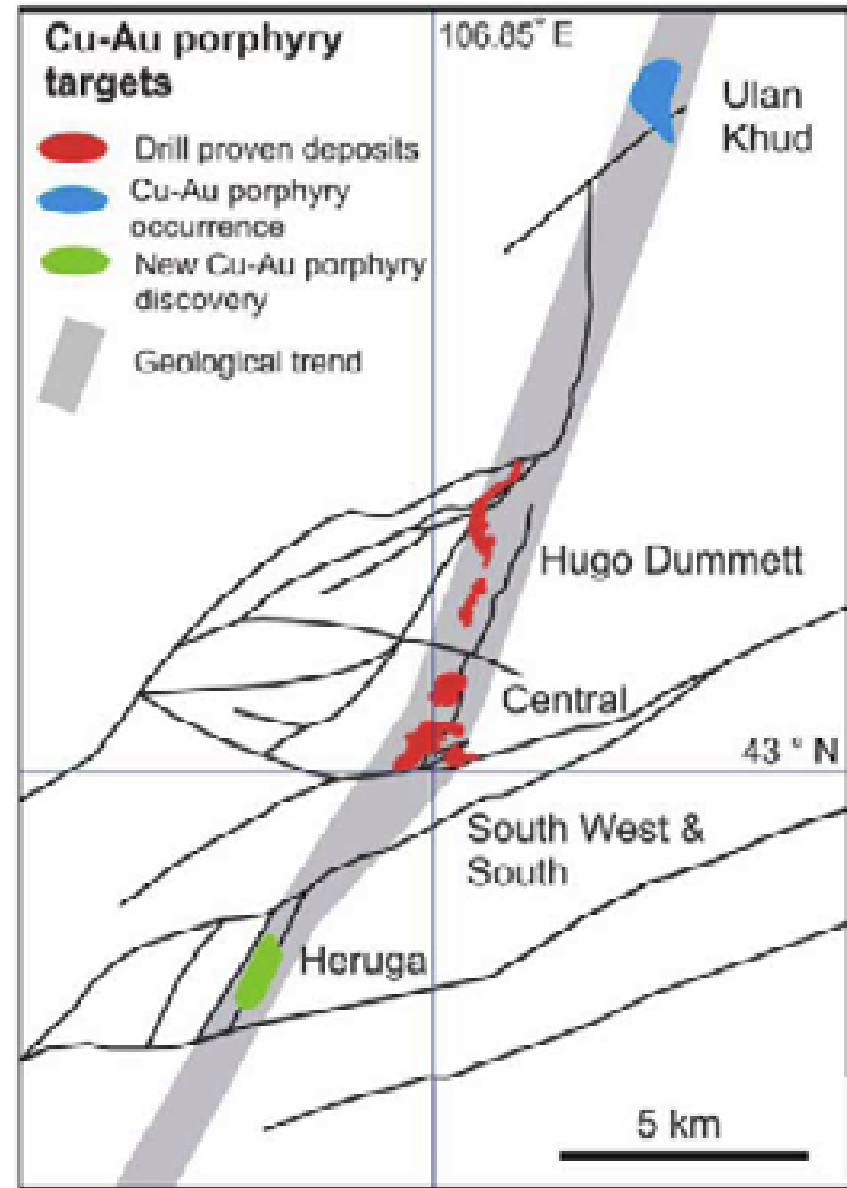 Cu-Au porphyry
targets
Drill proven deposits
Cu-Au porphyry
occurrence
New Cu-Au porphyry
discovery
Geological trend
106.85° E
Ulan
Khud
Hugo Dummett
Central
43 ° N
South West &
South
Heruga
5 km